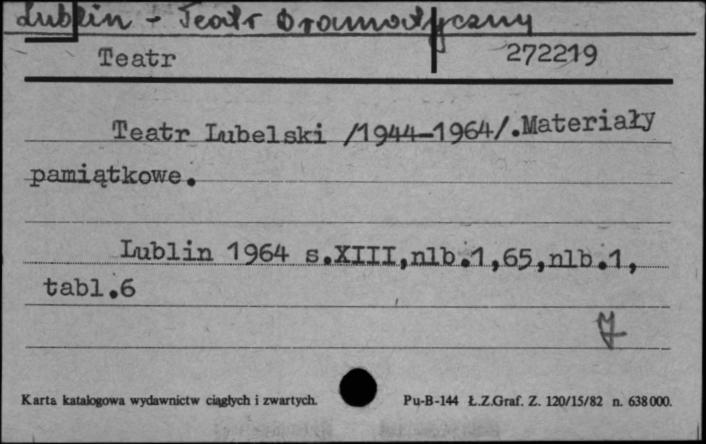 Lublin - Teatr Dramatyczny
Teatr 272219
Teatr Lubelski /1944-1964/.Materiały
pamiątkowe.
Lublin 1964 s.XIII,nlb.1,65,nlb.1,
tabl.6
Karta katalogowa wydawnictw ciągłych i zwartych. Pu-B-144 Ł.Z.Graf. Z. 120/15/82 n. 638000.